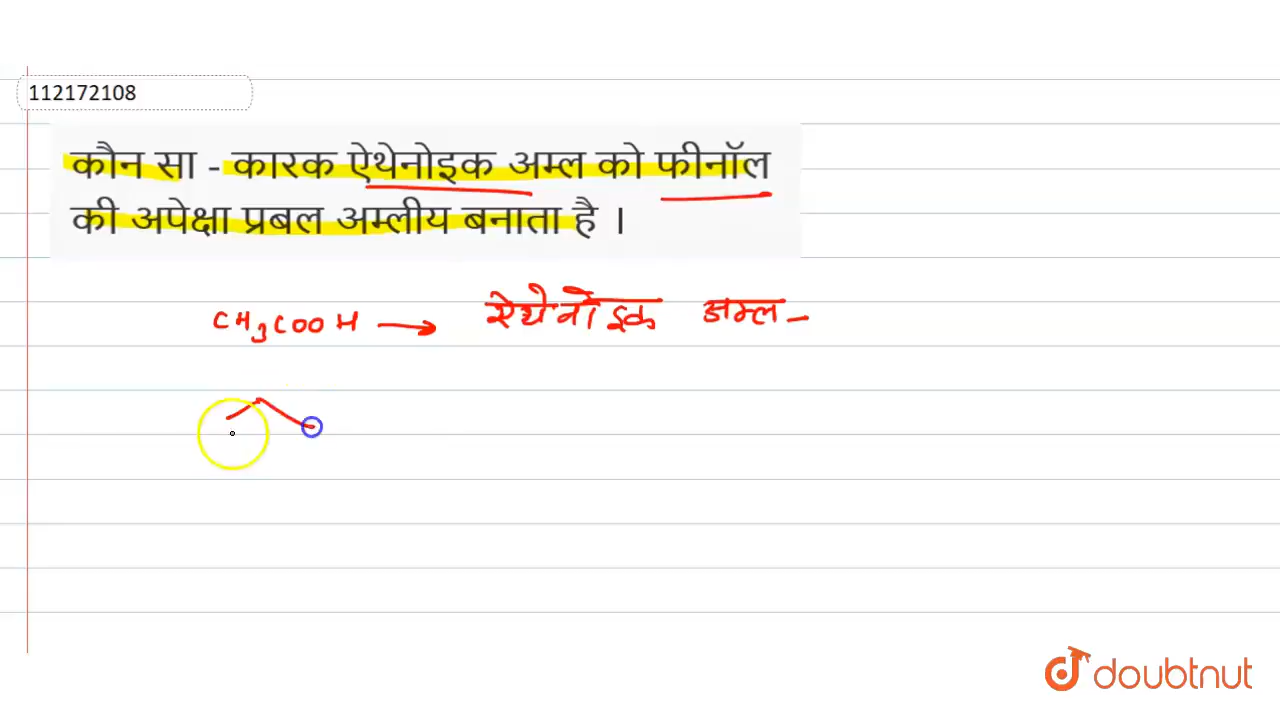 112172108
कौन सा - कारक ऐथेनोइक अम्ल को फीनॉल
की अपेक्षा प्रबल अम्लीय बनाता है ।
CH3COOH → ऐथेनोइक अम्ल -
doubtnut